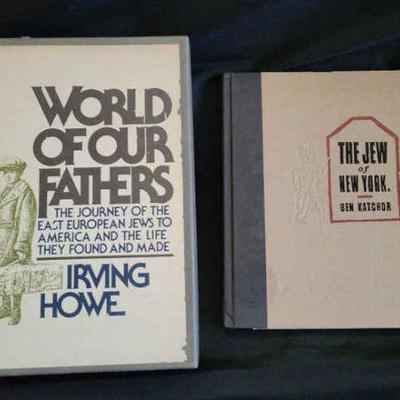 WORLD
OF OUR
FATHERS
THE JOURNEY OF THE
EAST EUROPEAN JEWS TO
AMERICA AND THE LIFE
THEY FOUND AND MADE
IRVING
HOWE
THE JEW
of
NEW YORK.
BEN KATCHOR